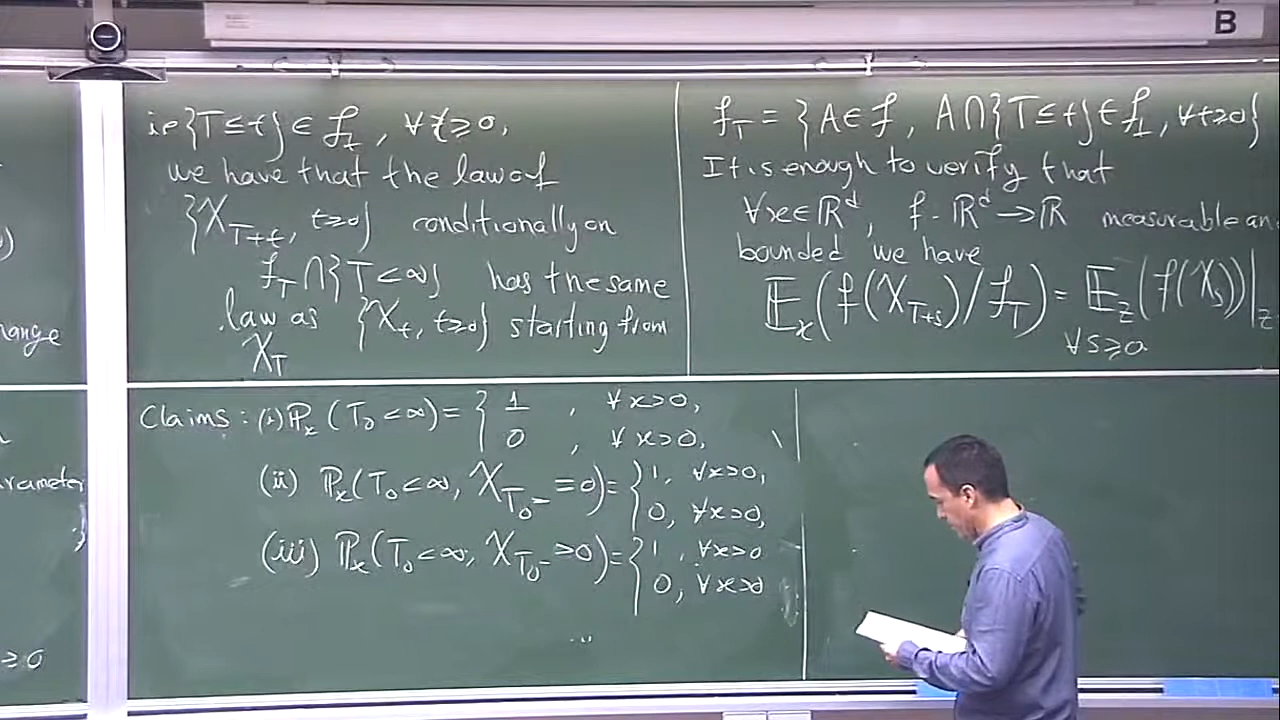 B
)
ange
rameter
≥0
i.e {T≤t} ∈ f_t, ∀t≥0,
we have that the law of
{X_{T+t}, t≥0} conditionally on
f_T ∩ {T<∞} has the same
law as {X_t, t≥0} starting from
X_T
f_T = {A∈f, A∩{T≤t}∈f_t, ∀t≥0}
It is enough to verify that
∀x∈ℝ^d, f: ℝ^d→ℝ measurable an
bounded we have
𝔼_x(f(X_{T+s})/f_T) = 𝔼_z(f(X_s))|_z
∀s≥0
Claims: (i) ℙ_x(T_0<∞) = { 1, ∀x>0,
0, ∀x>0,
(ii) ℙ_x(T_0<∞, X_{T_0^-}=0) = { 1, ∀x>0,
0, ∀x>0,
(iii) ℙ_x(T_0<∞, X_{T_0^-}>0) = { 1, ∀x>0
0, ∀x>0